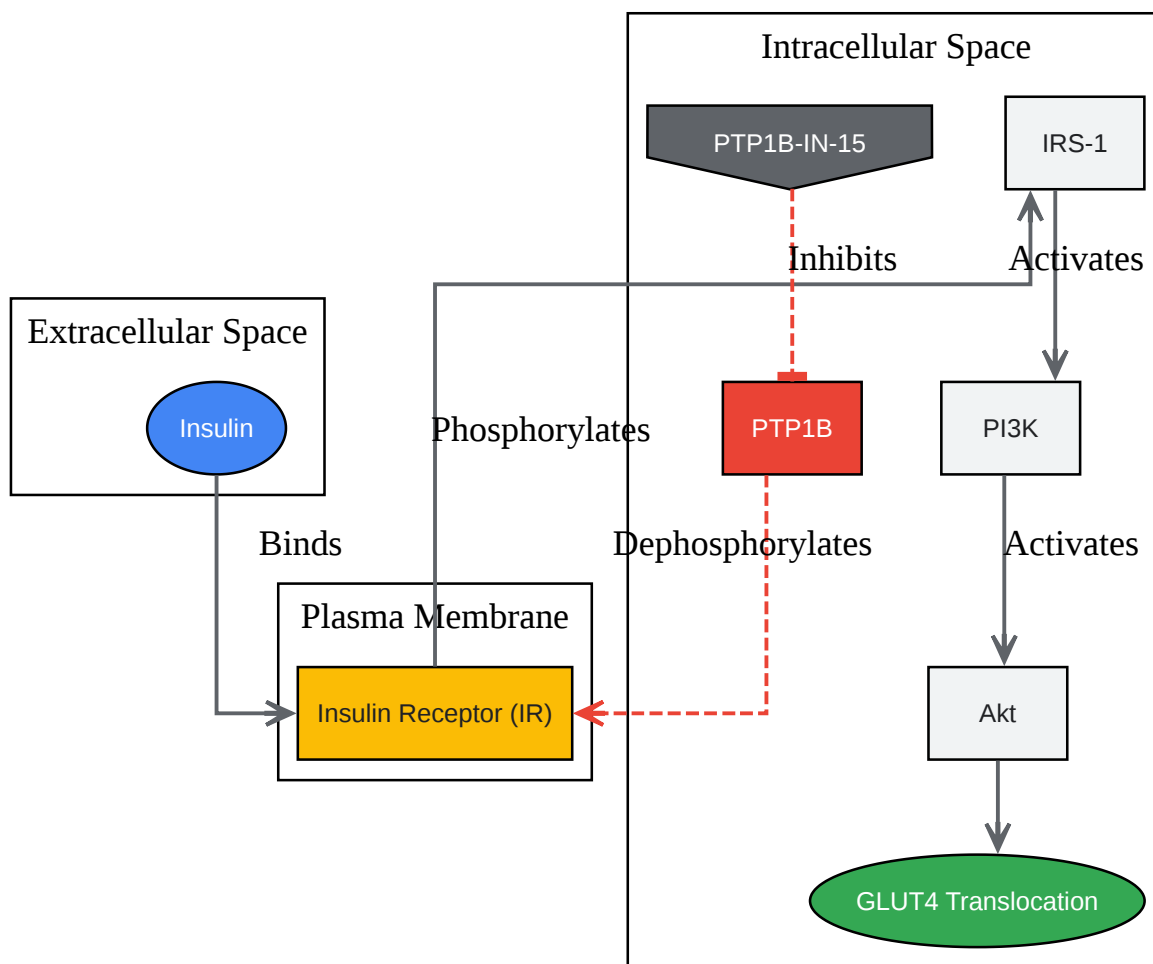 Intracellular Space
PTP1B-IN-15
IRS-1
Inhibits
Activates
Extracellular Space
Insulin
Phosphorylates
PTP1B
PI3K
Binds
Dephosphorylates
Activates
Plasma Membrane
Insulin Receptor (IR)
Akt
GLUT4 Translocation